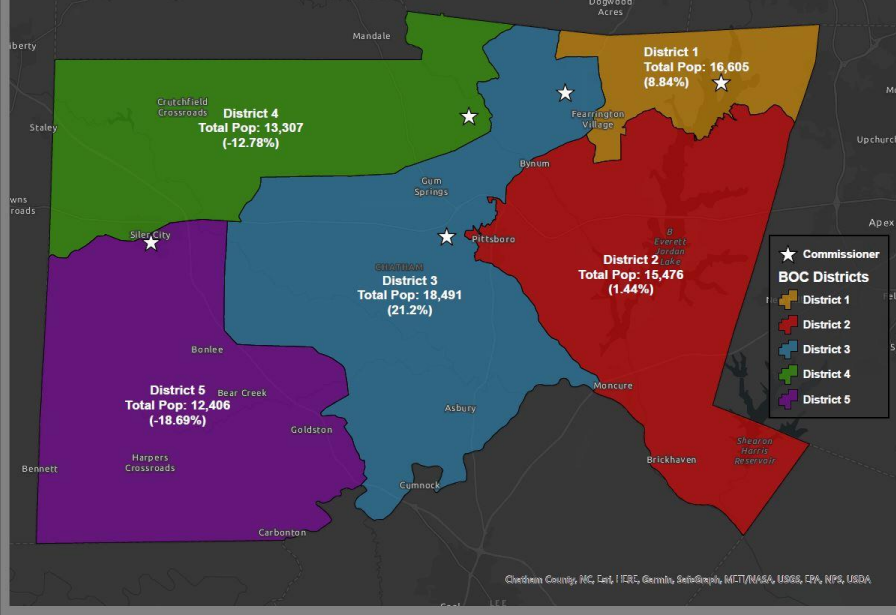 Dogwood
Acres
Mandale
iberty
District 1
Total Pop: 16,605
(8.84%)
Crutchfield
Crossroads
District 4
Total Pop: 13,307
(-12.78%)
Staley
Fearrington
Village
Upchurc
Bynum
Gum
Springs
wns
roads
Apex
Siler City
Pittsboro
B
Everett
Jordan
Lake
District 2
Total Pop: 15,476
(1.44%)
CHATHAM
District 3
Total Pop: 18,491
(21.2%)
Commissioner
BOC Districts
District 1
District 2
District 3
District 4
District 5
Bonlee
District 5
Total Pop: 12,406
(-18.69%)
Bear Creek
Moncure
Asbury
Goldston
Harpers
Crossroads
Bennett
Shearon
Harris
Reservoir
Brickhaven
Cumnock
Carbonton
Chatham County, NC, Esri, HERE, Garmin, SafeGraph, METI/NASA, USGS, EPA, NPS, USDA
LEE